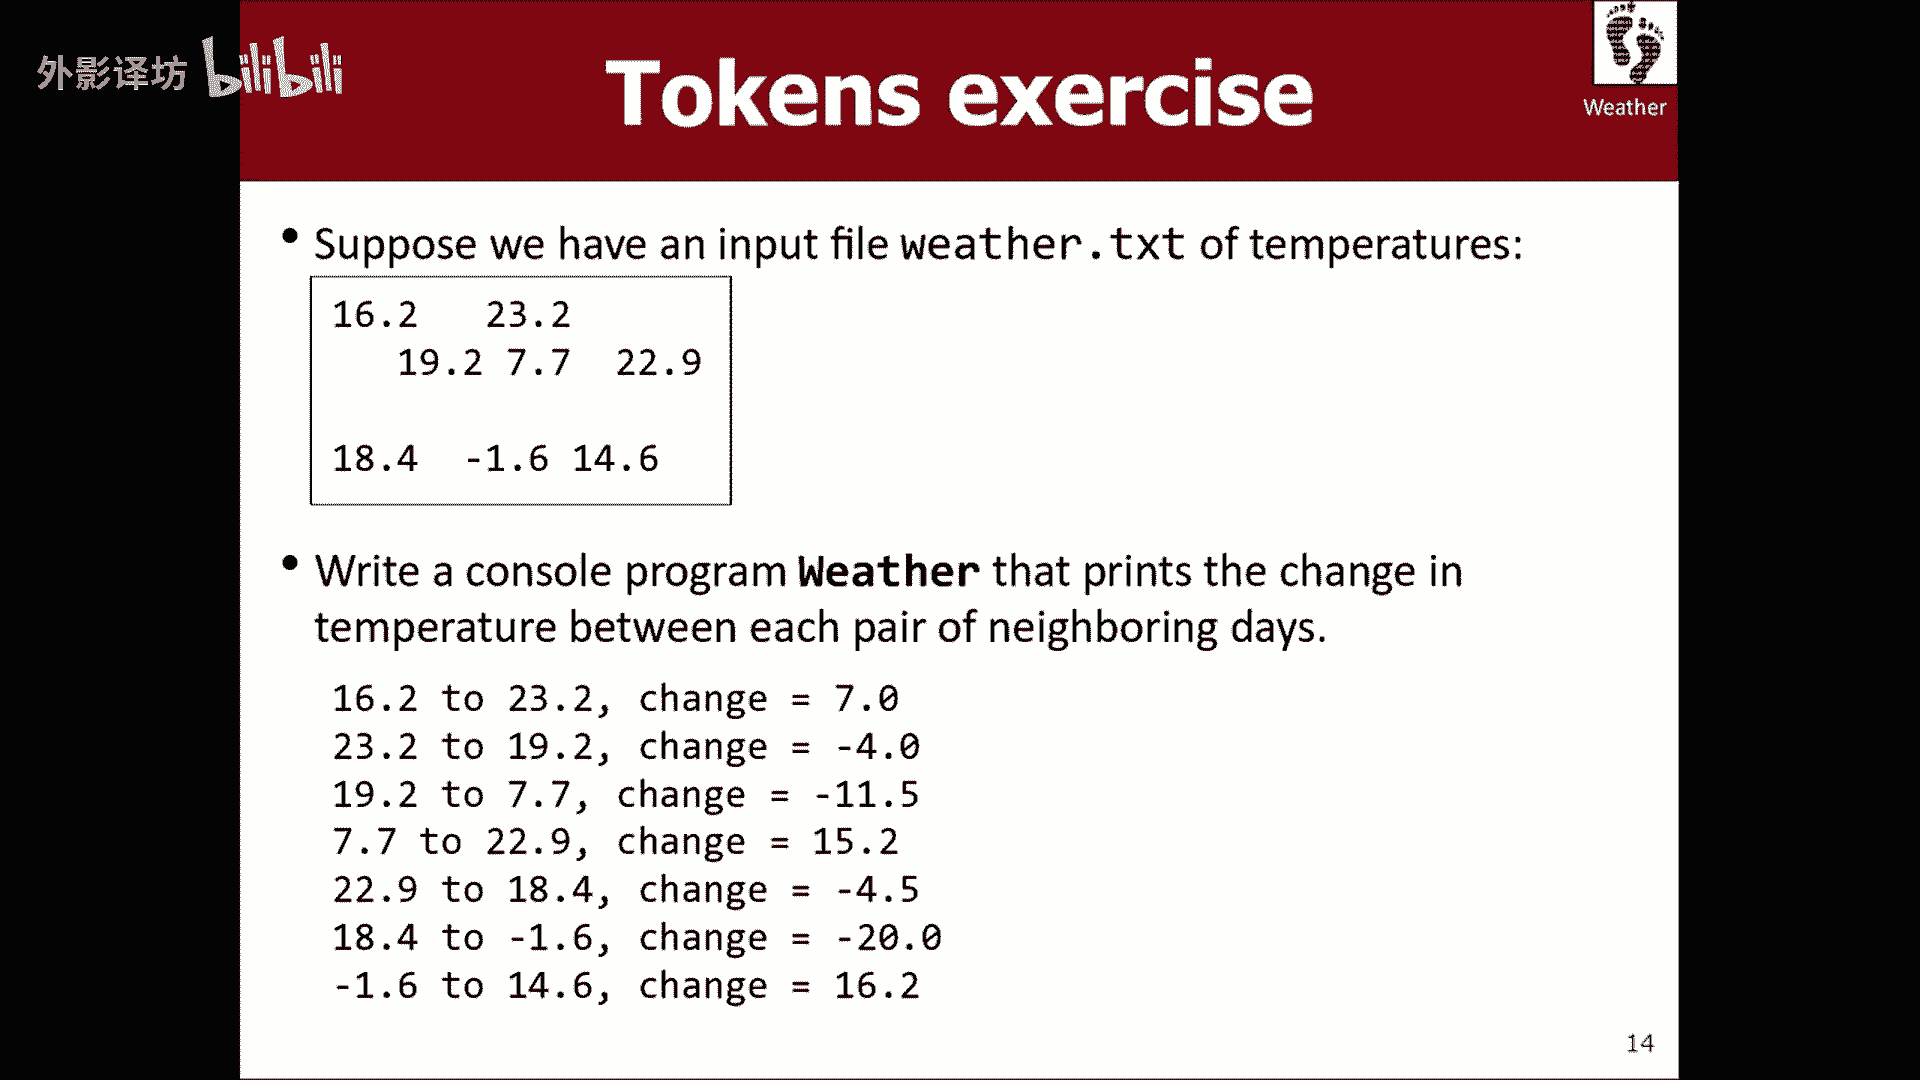 外影译坊 bilibili
Tokens exercise
Weather
• Suppose we have an input file weather.txt of temperatures:
16.2   23.2
   19.2 7.7  22.9
18.4  -1.6 14.6
• Write a console program Weather that prints the change in
temperature between each pair of neighboring days.
16.2 to 23.2, change = 7.0
23.2 to 19.2, change = -4.0
19.2 to 7.7, change = -11.5
7.7 to 22.9, change = 15.2
22.9 to 18.4, change = -4.5
18.4 to -1.6, change = -20.0
-1.6 to 14.6, change = 16.2
14